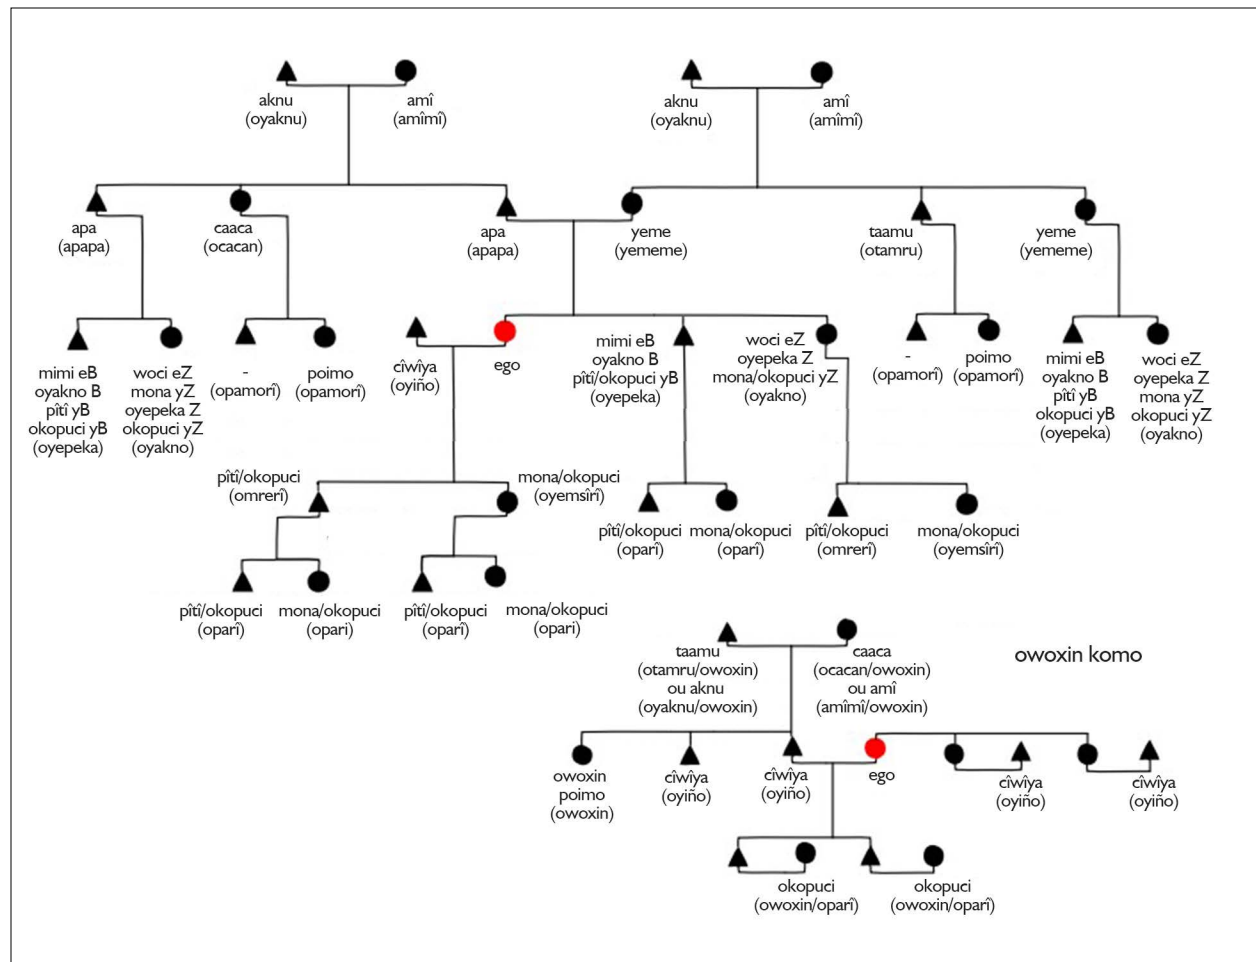 aknu
(oyaknu)
amî
(amîmî)
aknu
(oyaknu)
amî
(amîmî)
apa
(apapa)
caaca
(ocacan)
apa
(apapa)
yeme
(yememe)
taamu
(otamru)
yeme
(yememe)
mimi eB
oyakno B
pîtî yB
okopuci yB
(oyepeka)
woci eZ
mona yZ
oyepeka Z
okopuci yZ
(oyakno)
-
(opamorî)
poimo
(opamorî)
cîwîya
(oyiño)
ego
mimi eB
oyakno B
pîtî/okopuci yB
(oyepeka)
woci eZ
oyepeka Z
mona/okopuci yZ
(oyakno)
-
(opamorî)
poimo
(opamorî)
mimi eB
oyakno B
pîtî yB
okopuci yB
(oyepeka)
woci eZ
oyepeka Z
mona yZ
okopuci yZ
(oyakno)
pîtî/okopuci
(omrerî)
mona/okopuci
(oyemsîrî)
pîtî/okopuci
(oparî)
mona/okopuci
(oparî)
pîtî/okopuci
(omrerî)
mona/okopuci
(oyemsîrî)
pîtî/okopuci
(oparî)
mona/okopuci
(opari)
pîtî/okopuci
(oparî)
mona/okopuci
(opari)
owoxin komo
taamu
(otamru/owoxin)
ou aknu
(oyaknu/owoxin)
caaca
(ocacan/owoxin)
ou amî
(amîmî/owoxin)
owoxin
poimo
(owoxin)
cîwîya
(oyiño)
cîwîya
(oyiño)
ego
cîwîya
(oyiño)
cîwîya
(oyiño)
okopuci
(owoxin/oparî)
okopuci
(owoxin/oparî)